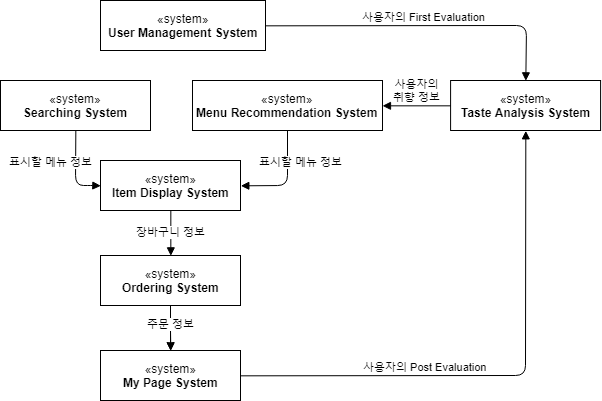 «system»
User Management System
사용자의 First Evaluation
«system»
Searching System
«system»
Menu Recommendation System
사용자의
취향 정보
«system»
Taste Analysis System
표시할 메뉴 정보
표시할 메뉴 정보
«system»
Item Display System
장바구니 정보
«system»
Ordering System
주문 정보
«system»
My Page System
사용자의 Post Evaluation